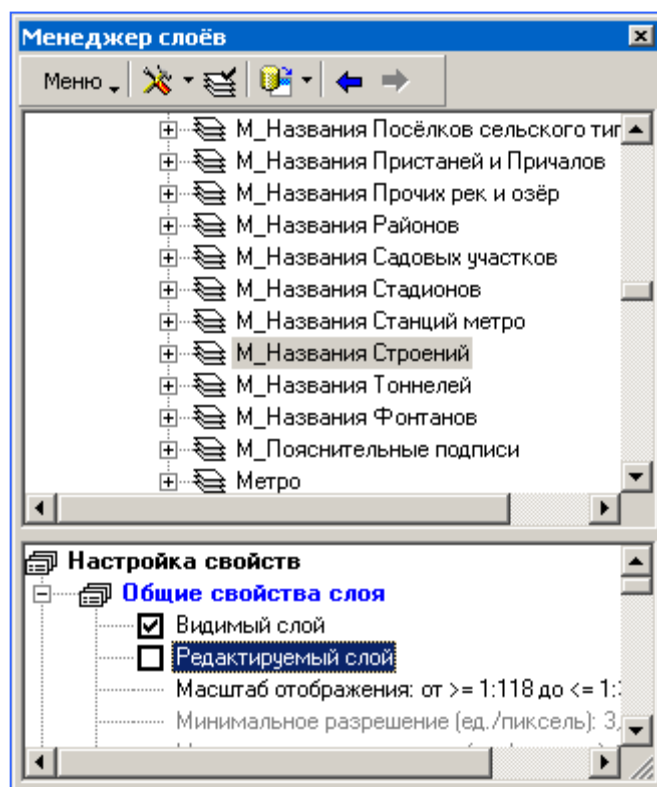 Менеджер слоёв
Меню
М_Названия Посёлков сельского тип
М_Названия Пристаней и Причалов
М_Названия Прочих рек и озёр
М_Названия Районов
М_Названия Садовых участков
М_Названия Стадионов
М_Названия Станций метро
М_Названия Строений
М_Названия Тоннелей
М_Названия Фонтанов
М_Пояснительные подписи
Метро
Настройка свойств
Общие свойства слоя
Видимый слой
Редактируемый слой
Масштаб отображения: от >= 1:118 до <= 1:
Минимальное разрешение (ед./пиксель): 3,